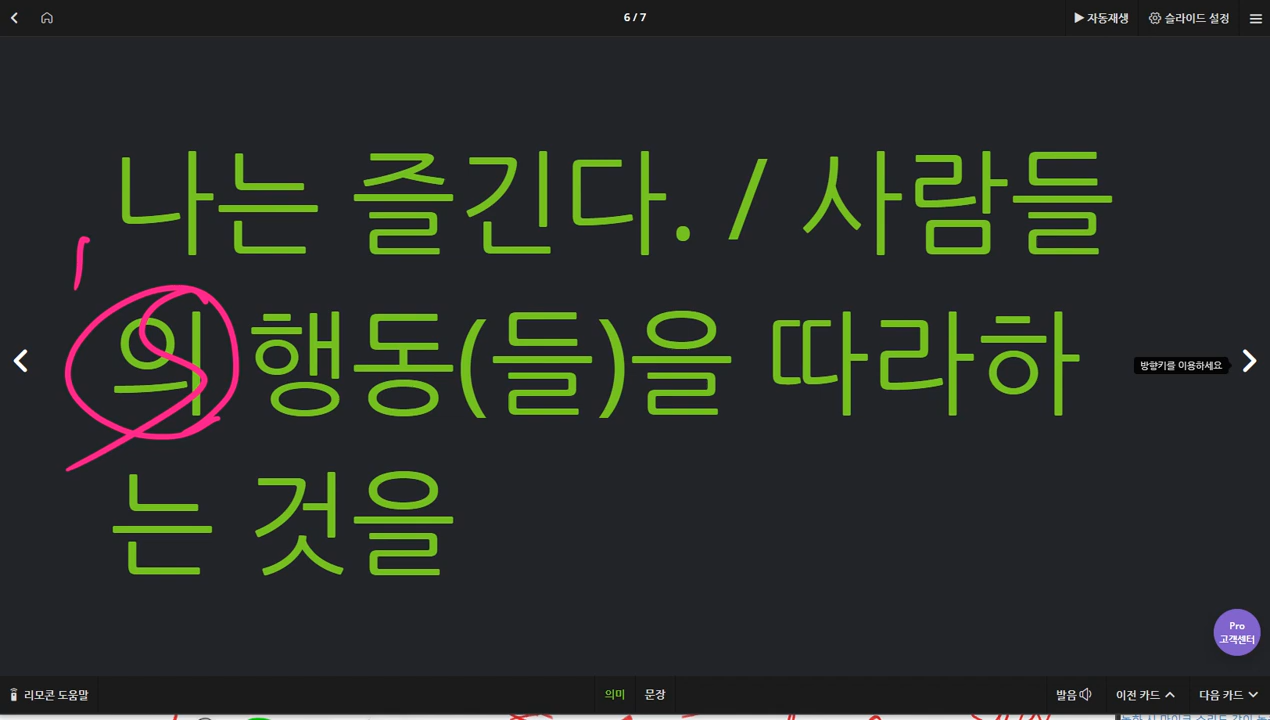 6 / 7
▶ 자동재생
슬라이드 설정
나는 즐긴다. / 사람들
의 행동(들)을 따라하
는 것을
방향키를 이용하세요
Pro
고객센터
리모콘 도움말
의미
문장
발음
이전 카드
다음 카드